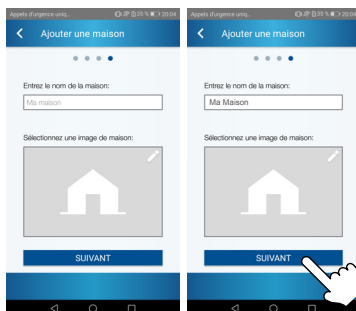 Appels d'urgence uniq... 25 % 20:04
Ajouter une maison
Entrez le nom de la maison:
Ma maison
Sélectionnez une image de maison:
SUIVANT
Appels d'urgence uniq... 25 % 20:04
Ajouter une maison
Entrez le nom de la maison:
Ma Maison
Sélectionnez une image de maison:
SUIVANT